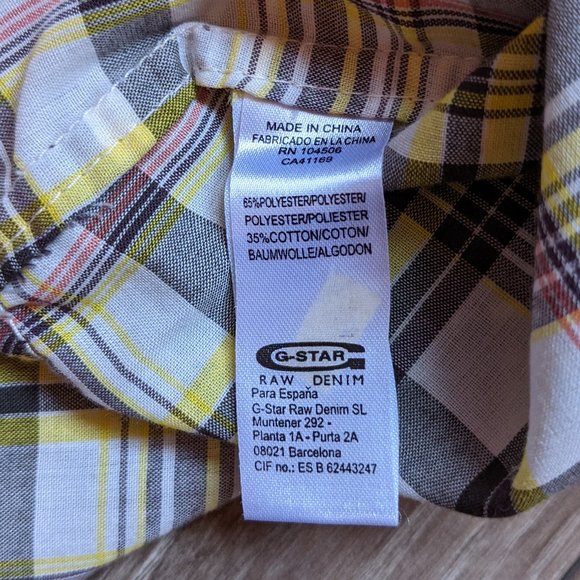 MADE IN CHINA
FABRICADO EN LA CHINA
RN 104506
CA41169
65%POLYESTER/POLYESTER/
POLYESTER/POLIESTER
35%COTTON/COTON/
BAUMWOLLE/ALGODON
G-STAR
RAW DENIM
Para España
G-Star Raw Denim SL
Muntener 292 -
Planta 1A - Purta 2A
08021 Barcelona
CIF no.: ES B 62443247